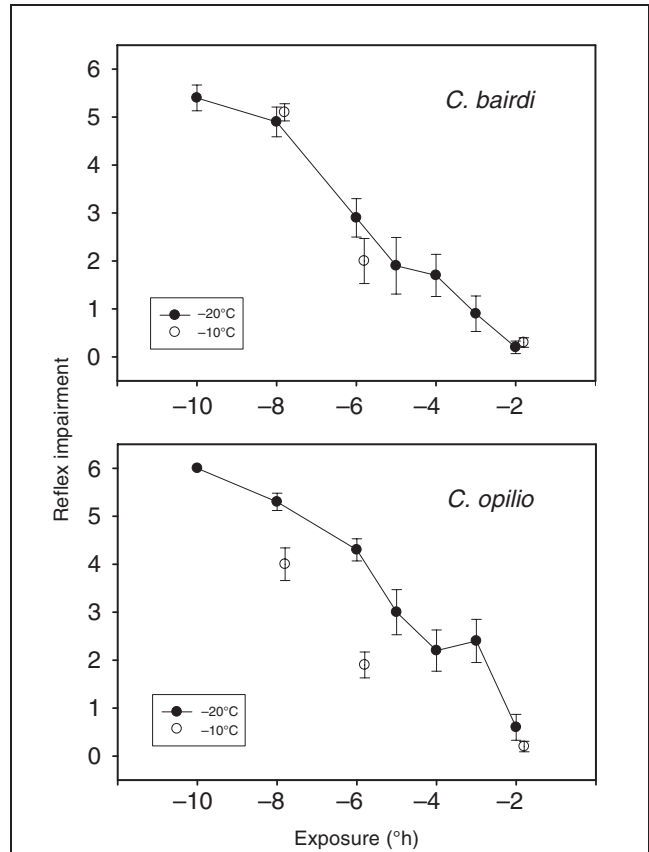 6
5
4
3
2
1
0
C. bairdi
–20°C
–10°C
–10 –8 –6 –4 –2
Reflex impairment
6
5
4
3
2
1
0
C. opilio
–20°C
–10°C
–10 –8 –6 –4 –2
Exposure (°h)